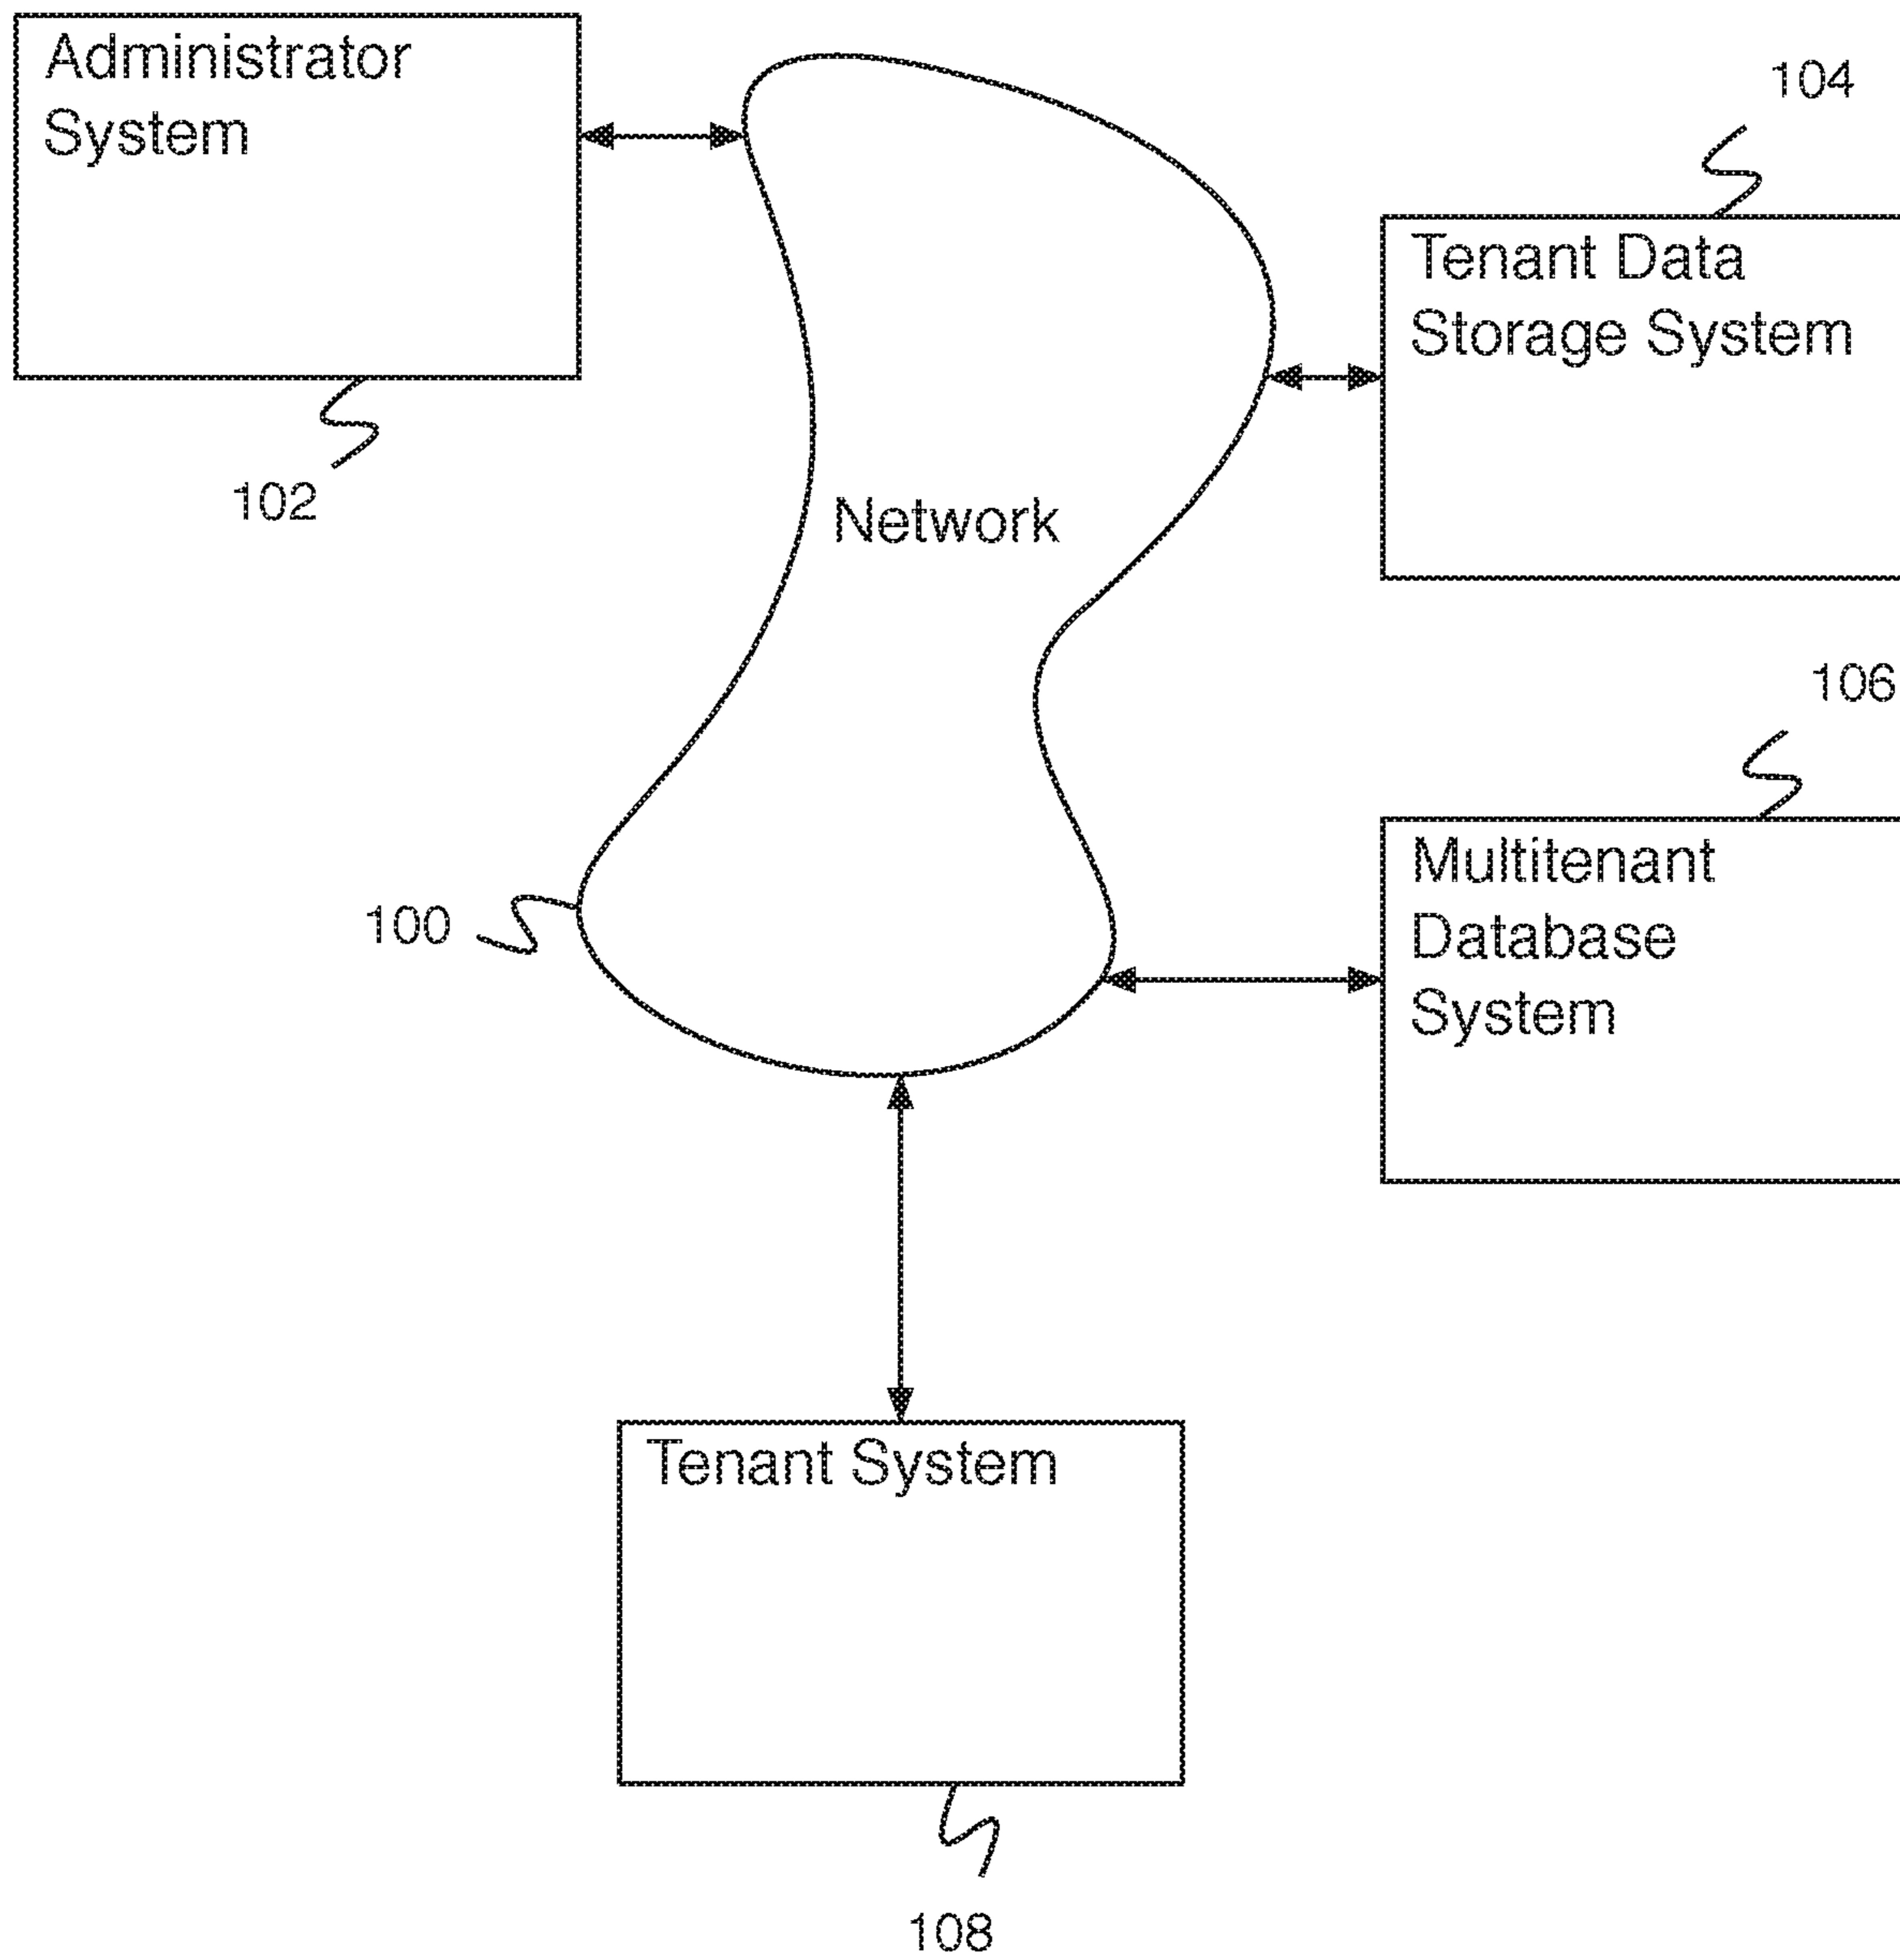 Administrator
System
104
Tenant Data
Storage System
102
Network
106
Multitenant
Database
System
100
Tenant System
108